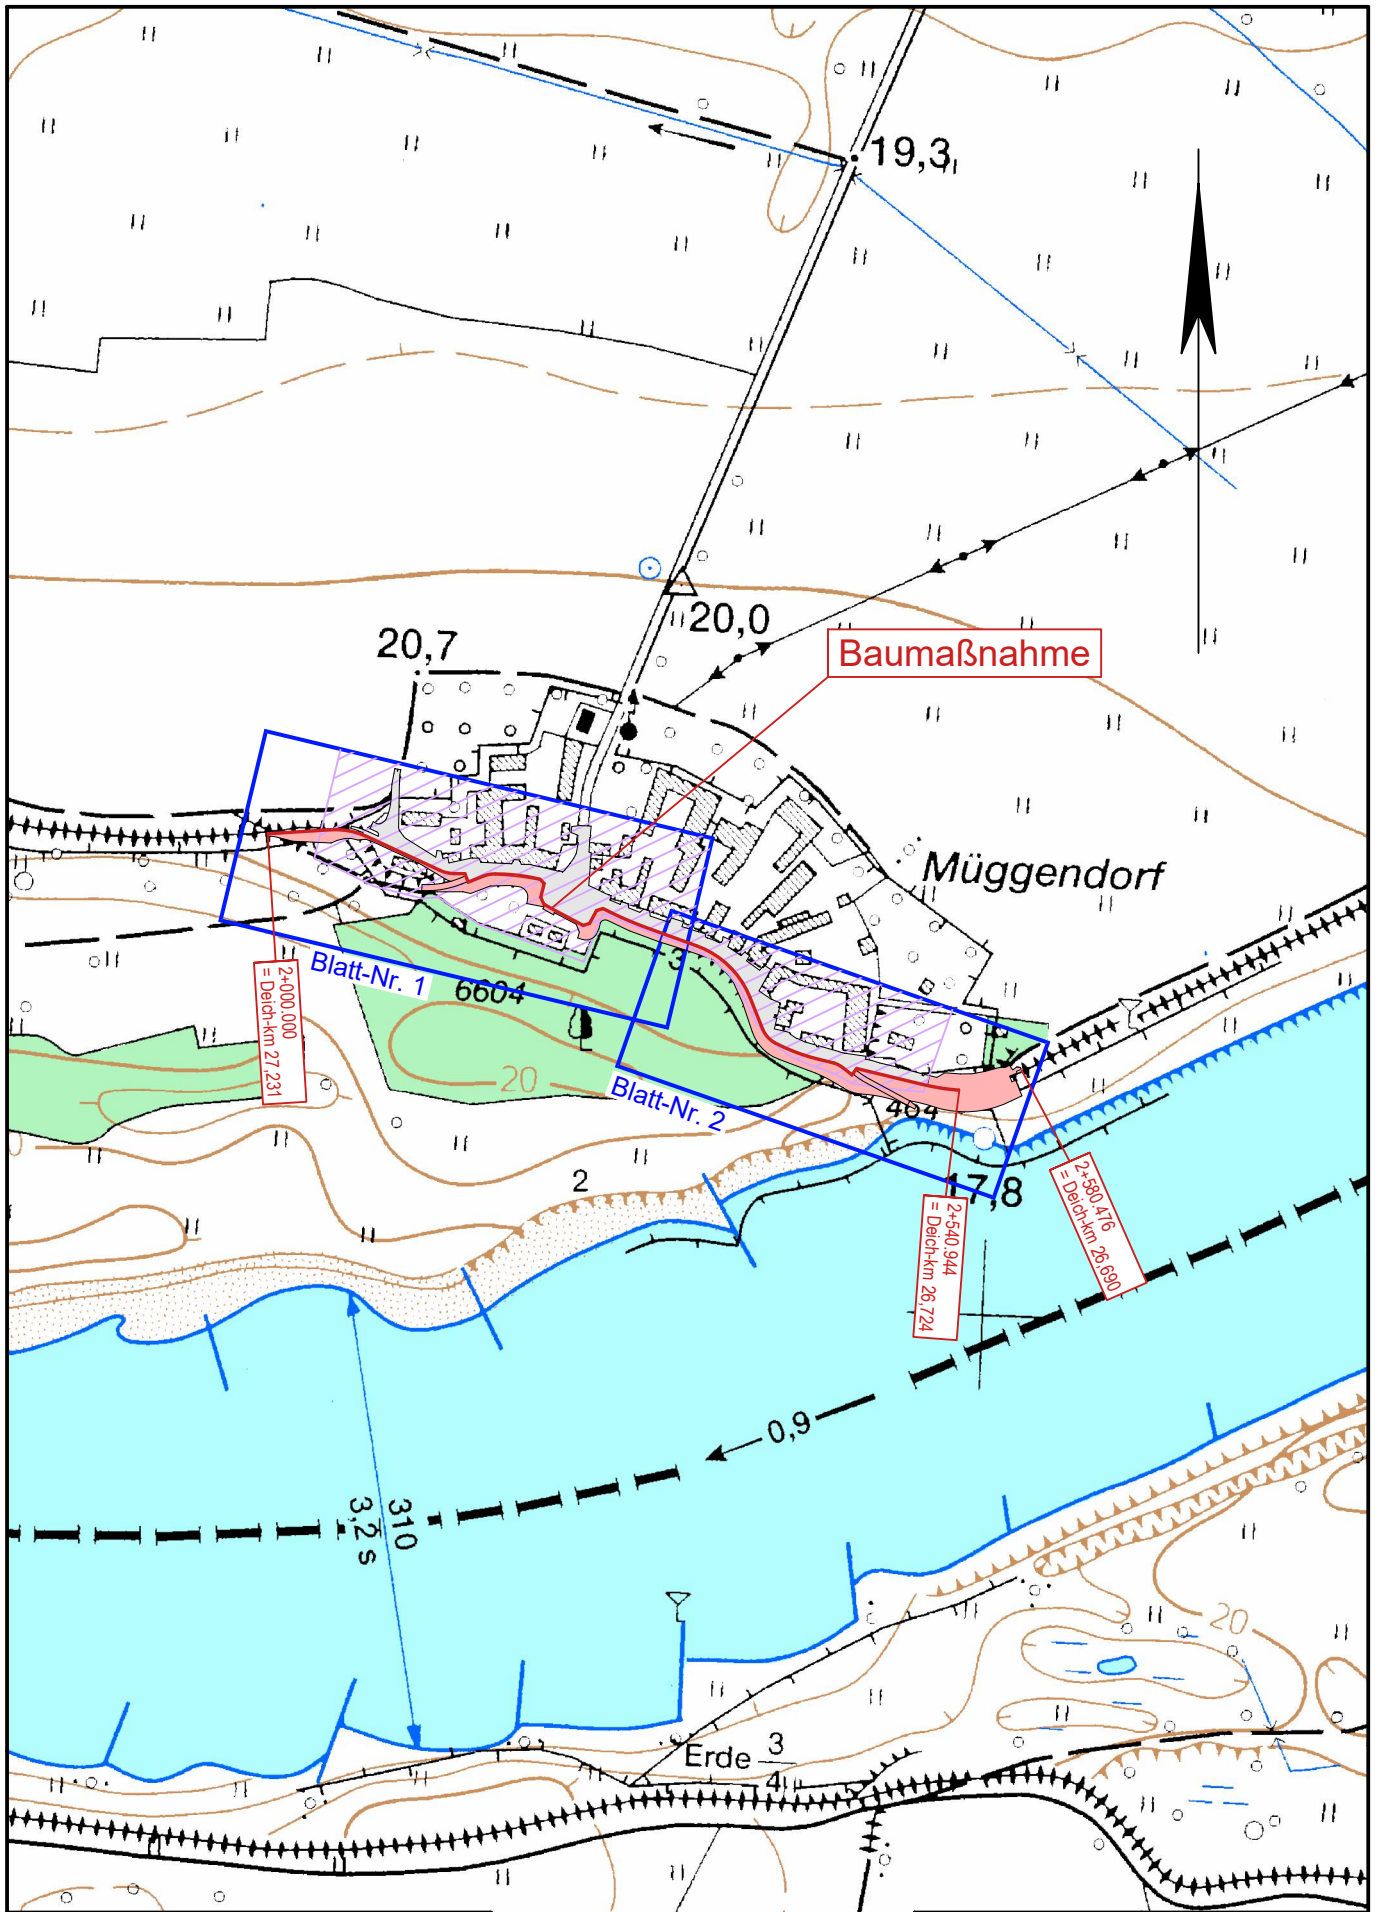 19,3
20,0
20,7
Baumaßnahme
Müggendorf
3
Blatt-Nr. 1
6604
2+000.000
= Deich-km 27,231
20
Blatt-Nr. 2
404
2
17,8
2+580.476
= Deich-km 26,690
2+540.944
= Deich-km 26,724
0,9
310
3,2 s
20
Erde 3
4